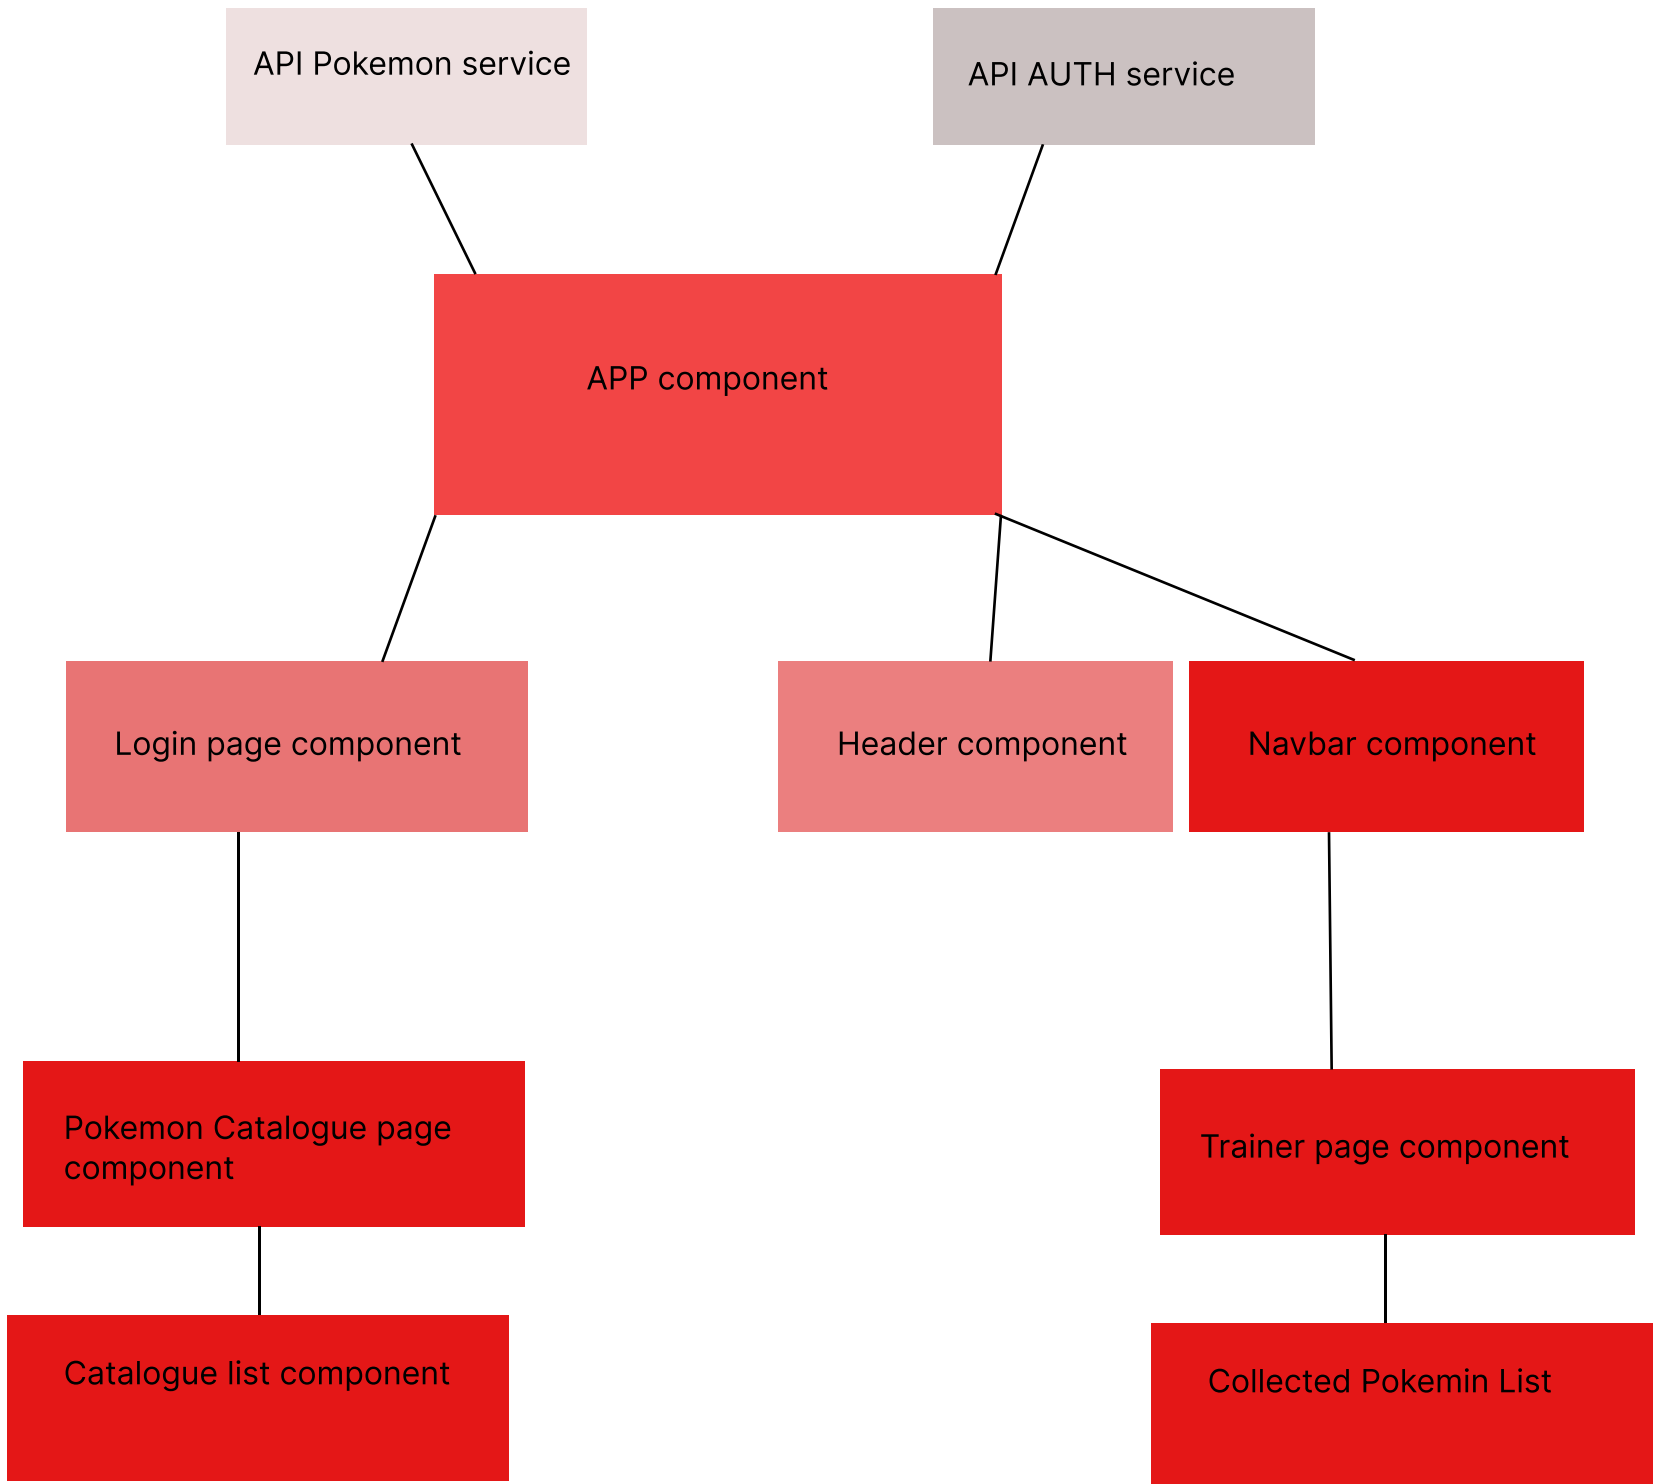 API Pokemon service
API AUTH service
APP component
Login page component
Header component
Navbar component
Pokemon Catalogue page
component
Trainer page component
Catalogue list component
Collected Pokemin List